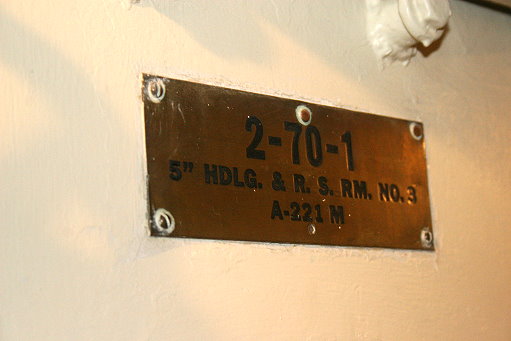 2-70-1
5" HDLG. & R. S. RM. NO. 3
A-221 M